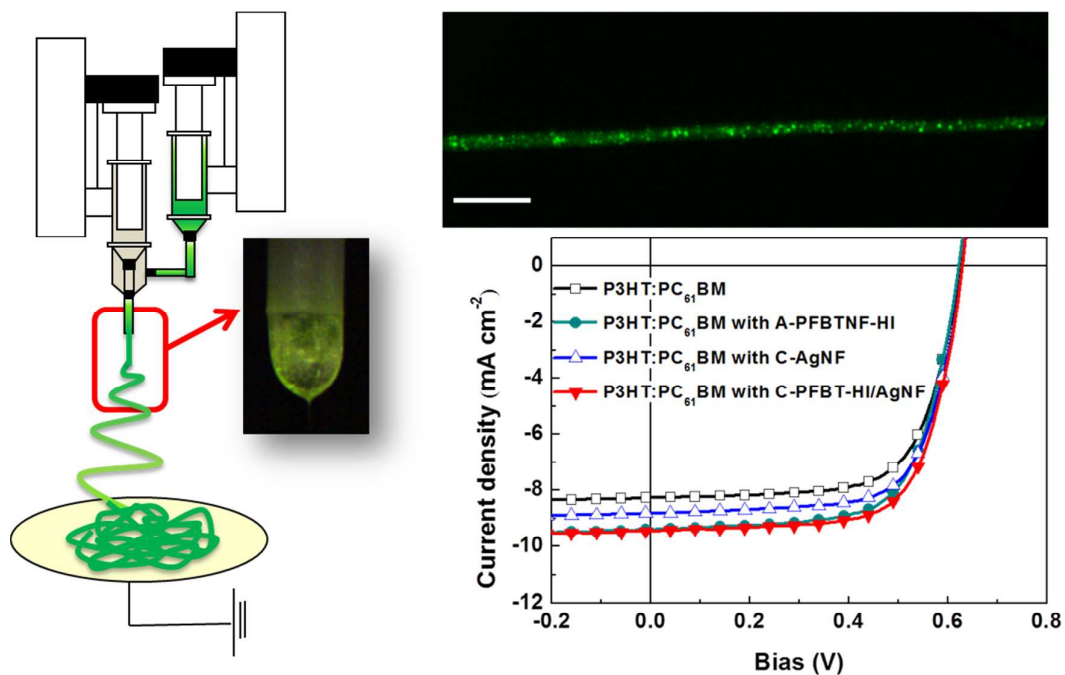 0
-2
-4
-6
-8
-10
-12
Current density (mA cm⁻²)
P3HT:PC₆₁BM
P3HT:PC₆₁BM with A-PFBTNF-HI
P3HT:PC₆₁BM with C-AgNF
P3HT:PC₆₁BM with C-PFBT-HI/AgNF
-0.2 0.0 0.2 0.4 0.6 0.8
Bias (V)